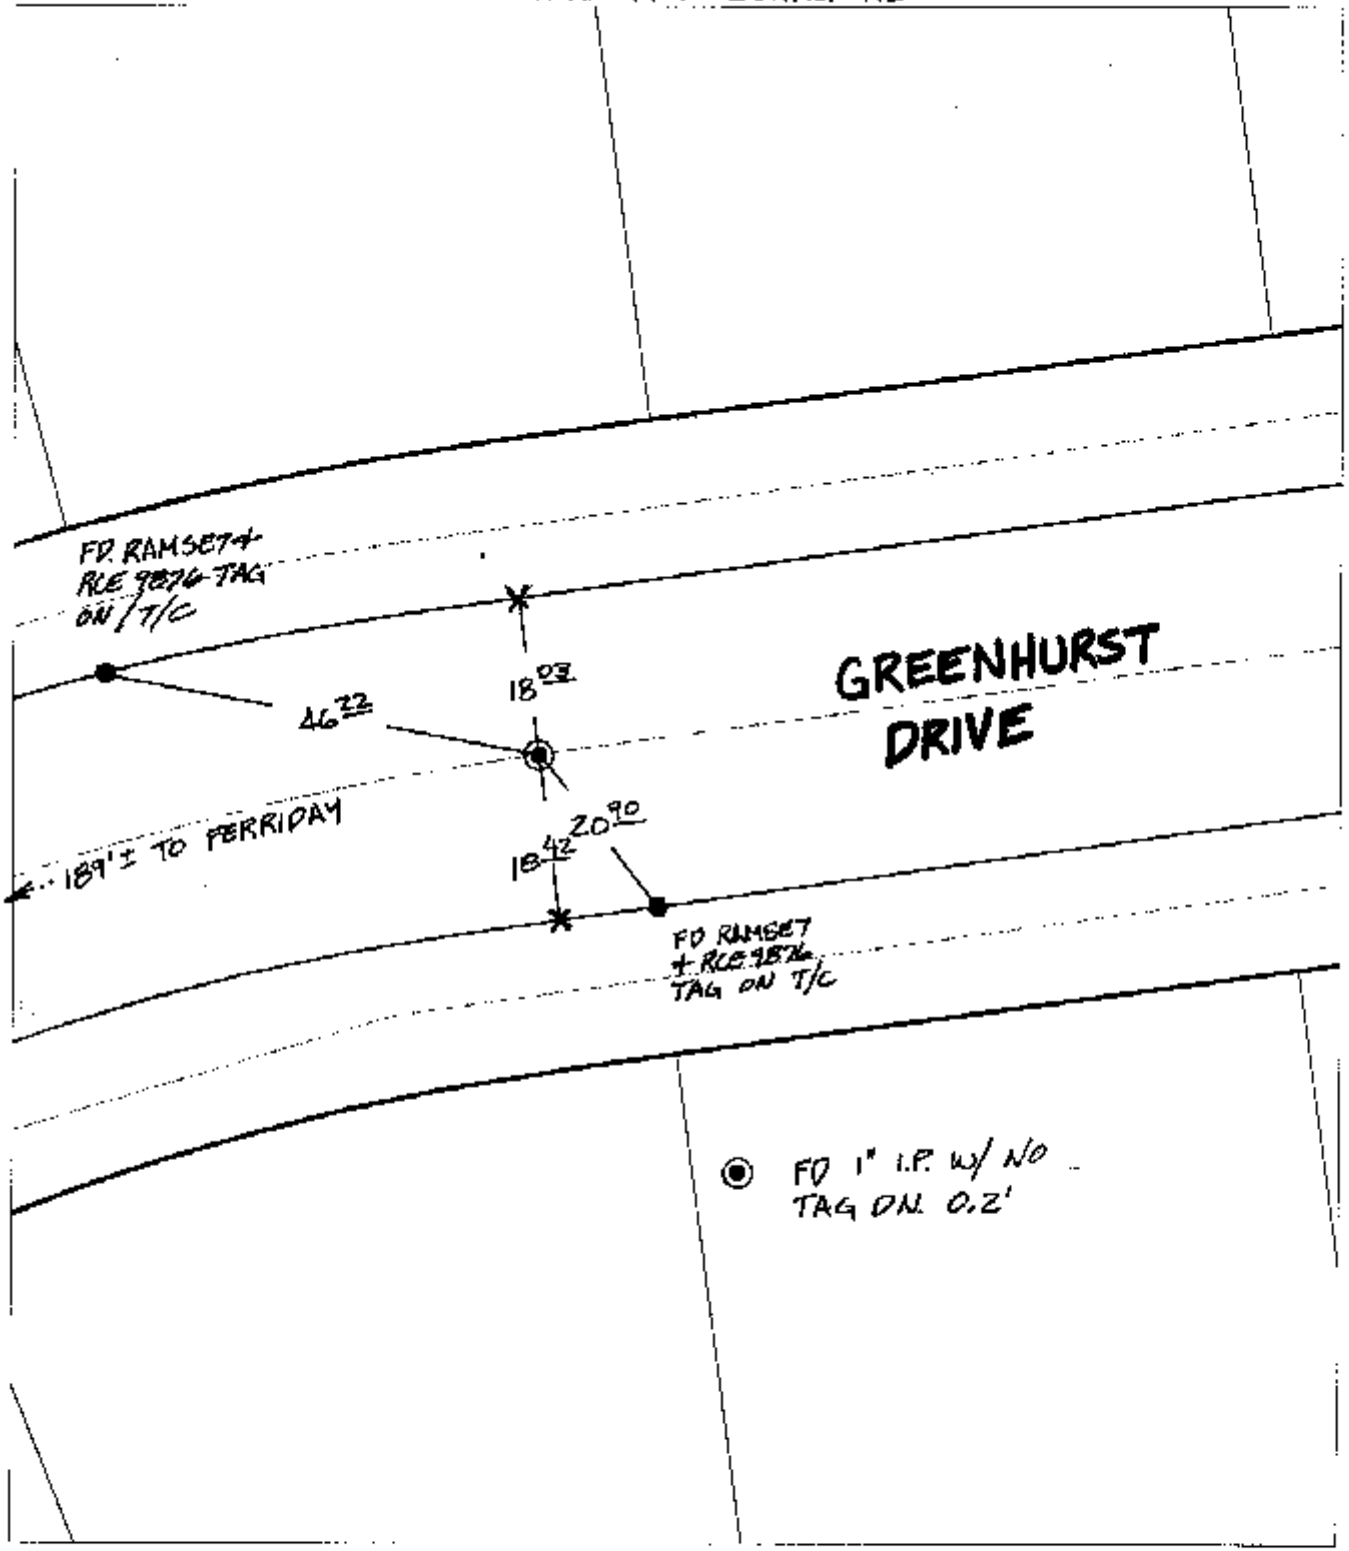 FD. RAMSET +
RCE 9876 TAG
ON T/C
18 03
46 22
GREENHURST
DRIVE
189'± TO FERRIDAY
20 90
18 42
FD RAMSET
+ RCE 9876
TAG ON T/C
FD 1" I.P. W/ NO
TAG DN. 0.2'